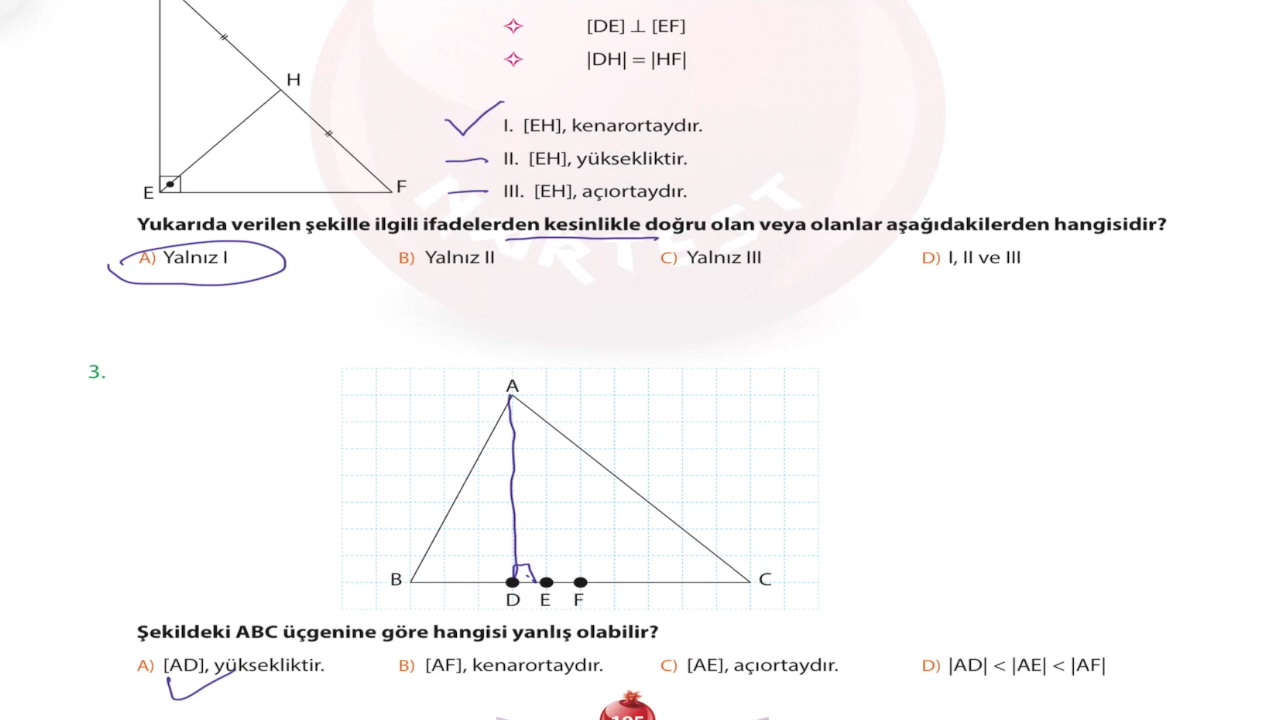 [DE] ⊥ [EF]
|DH| = |HF|
H
I. [EH], kenarortaydır.
II. [EH], yüksekliktir.
III. [EH], açıortaydır.
E
F
Yukarıda verilen şekille ilgili ifadelerden kesinlikle doğru olan veya olanlar aşağıdakilerden hangisidir?
A) Yalnız I
B) Yalnız II
C) Yalnız III
D) I, II ve III
NARTEST
3.
A
B
C
D E F
Şekildeki ABC üçgenine göre hangisi yanlış olabilir?
A) [AD], yüksekliktir.
B) [AF], kenarortaydır.
C) [AE], açıortaydır.
D) |AD| < |AE| < |AF|